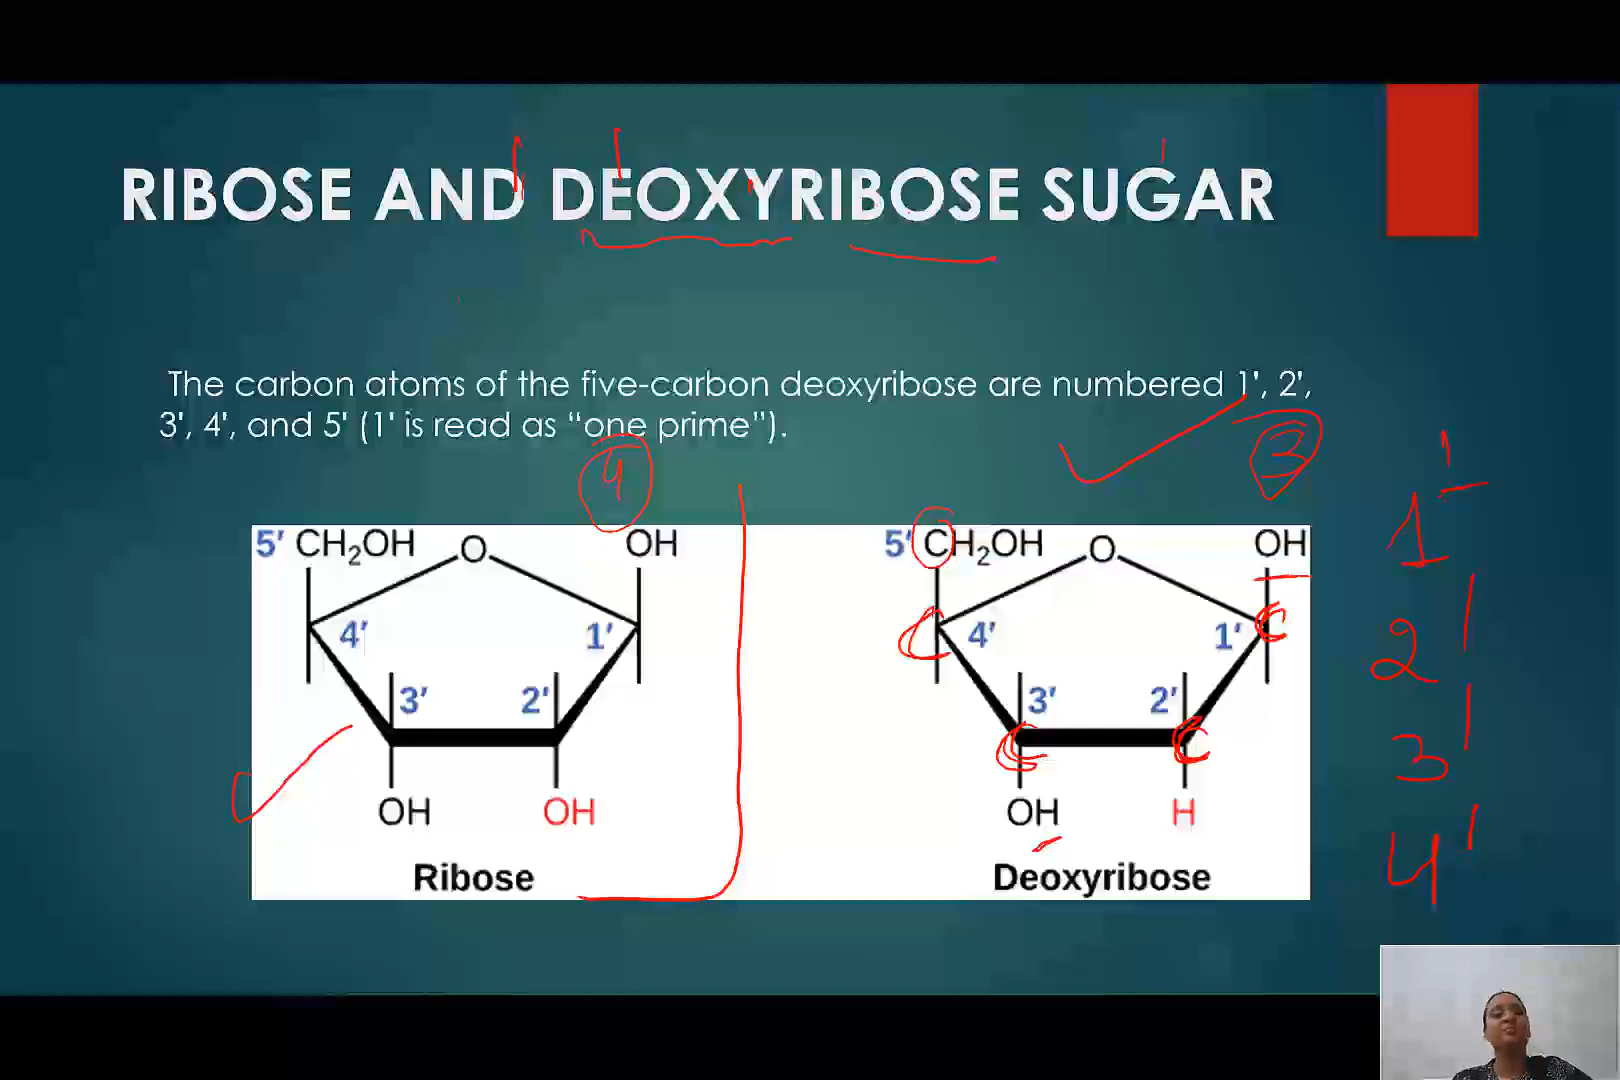 RIBOSE AND DEOXYRIBOSE SUGAR
The carbon atoms of the five-carbon deoxyribose are numbered 1', 2',
3', 4', and 5' (1' is read as “one prime”).
4
3
5′ CH₂OH O OH
4′ 1′
3′ 2′
OH OH
Ribose
5′ CH₂OH O OH
C 4′ 1′ C
3′ 2′
C C
OH H
Deoxyribose
1'
2'
3'
4'